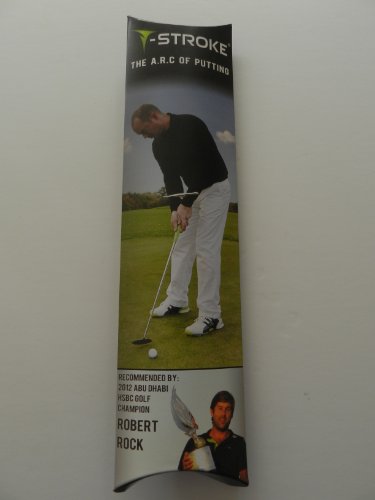 T-STROKE®
THE A.R.C OF PUTTING
RECOMMENDED BY:
2012 ABU DHABI
HSBC GOLF
CHAMPION
ROBERT
ROCK